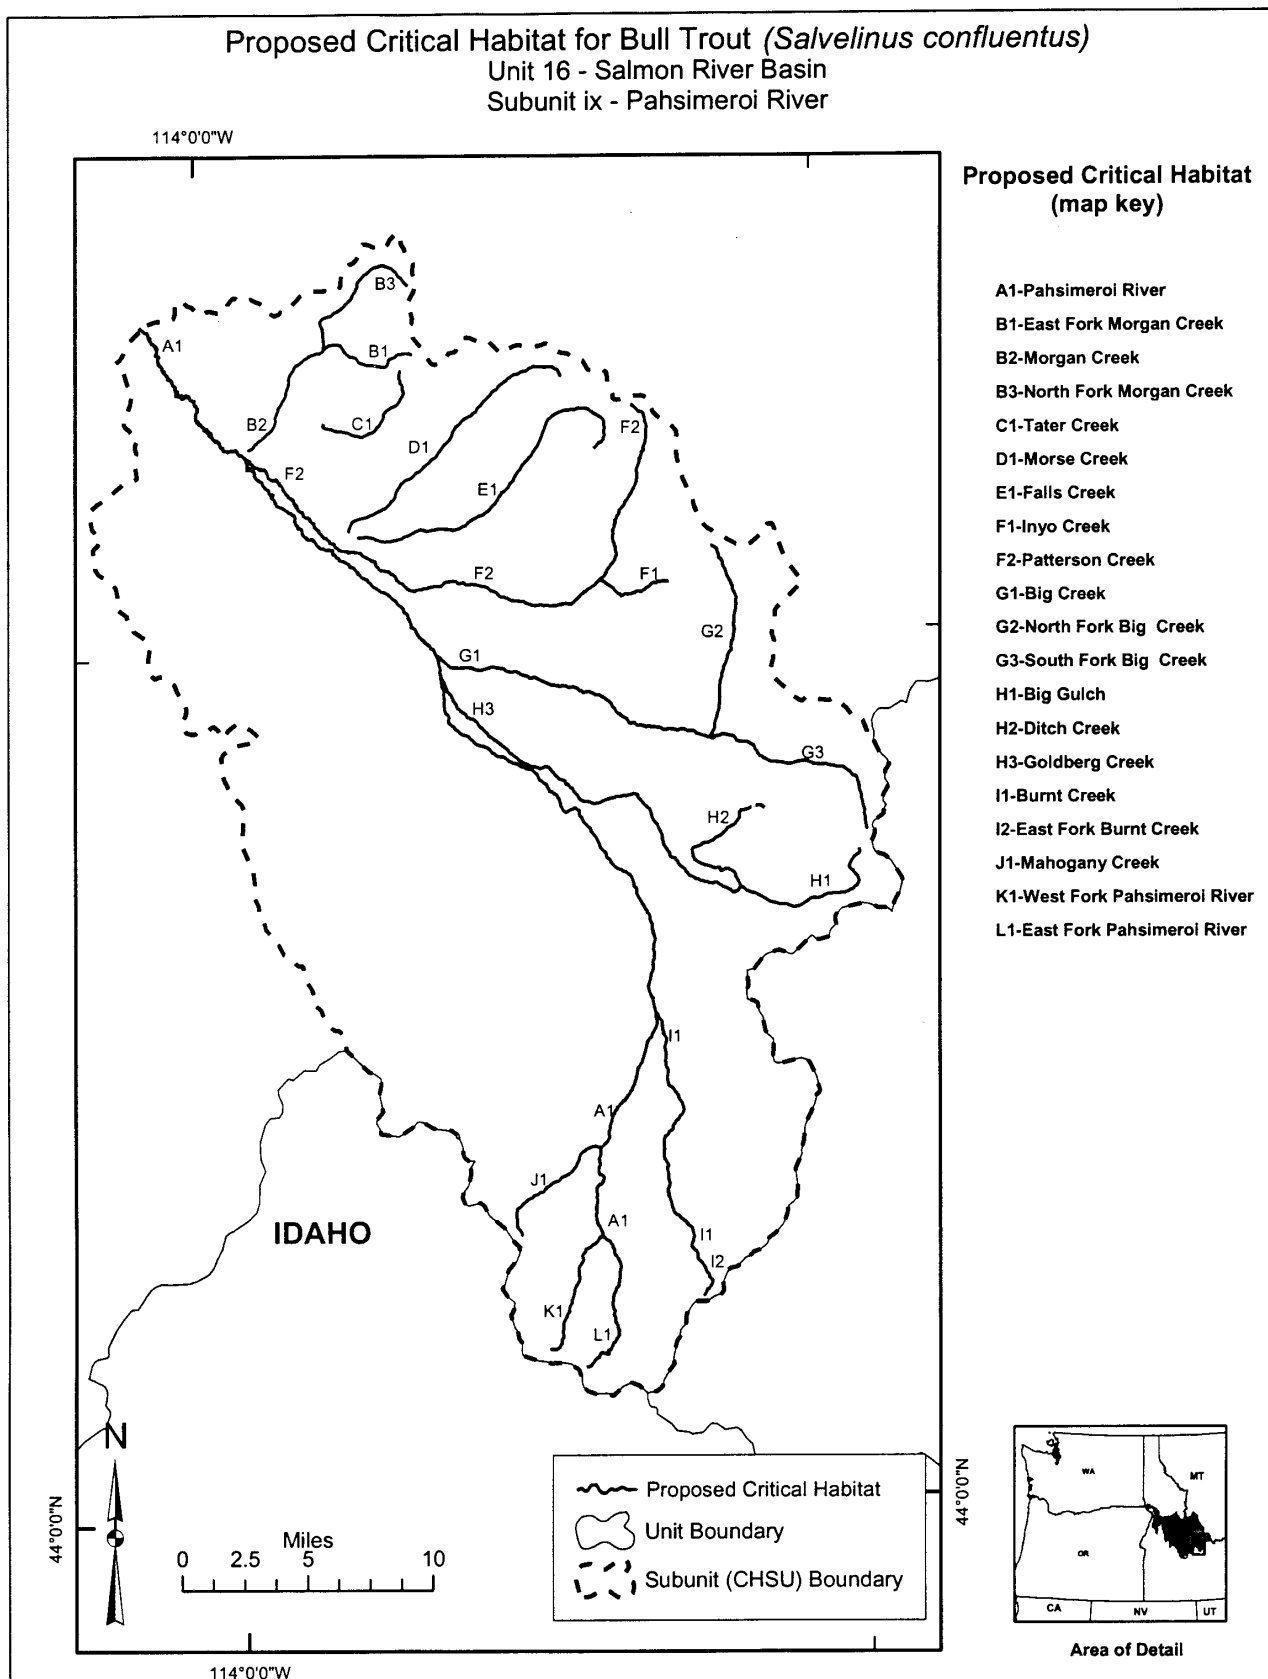 Proposed Critical Habitat for Bull Trout (Salvelinus confluentus)
Unit 16 - Salmon River Basin
Subunit ix - Pahsimeroi River
114°0'0"W
Proposed Critical Habitat
(map key)
A1-Pahsimeroi River
B1-East Fork Morgan Creek
B2-Morgan Creek
B3-North Fork Morgan Creek
C1-Tater Creek
D1-Morse Creek
E1-Falls Creek
F1-Inyo Creek
F2-Patterson Creek
G1-Big Creek
G2-North Fork Big Creek
G3-South Fork Big Creek
H1-Big Gulch
H2-Ditch Creek
H3-Goldberg Creek
I1-Burnt Creek
I2-East Fork Burnt Creek
J1-Mahogany Creek
K1-West Fork Pahsimeroi River
L1-East Fork Pahsimeroi River
B3
A1
B1
B2
C1
D1
F2
F2
E1
F2
F1
G2
G1
H3
G3
H2
H1
I1
A1
J1
A1
I1
I2
K1
L1
IDAHO
N
44°0'0"N
Miles
0 2.5 5 10
Proposed Critical Habitat
Unit Boundary
Subunit (CHSU) Boundary
44°0'0"N
114°0'0"W
WA
MT
OR
CA
NV
UT
Area of Detail